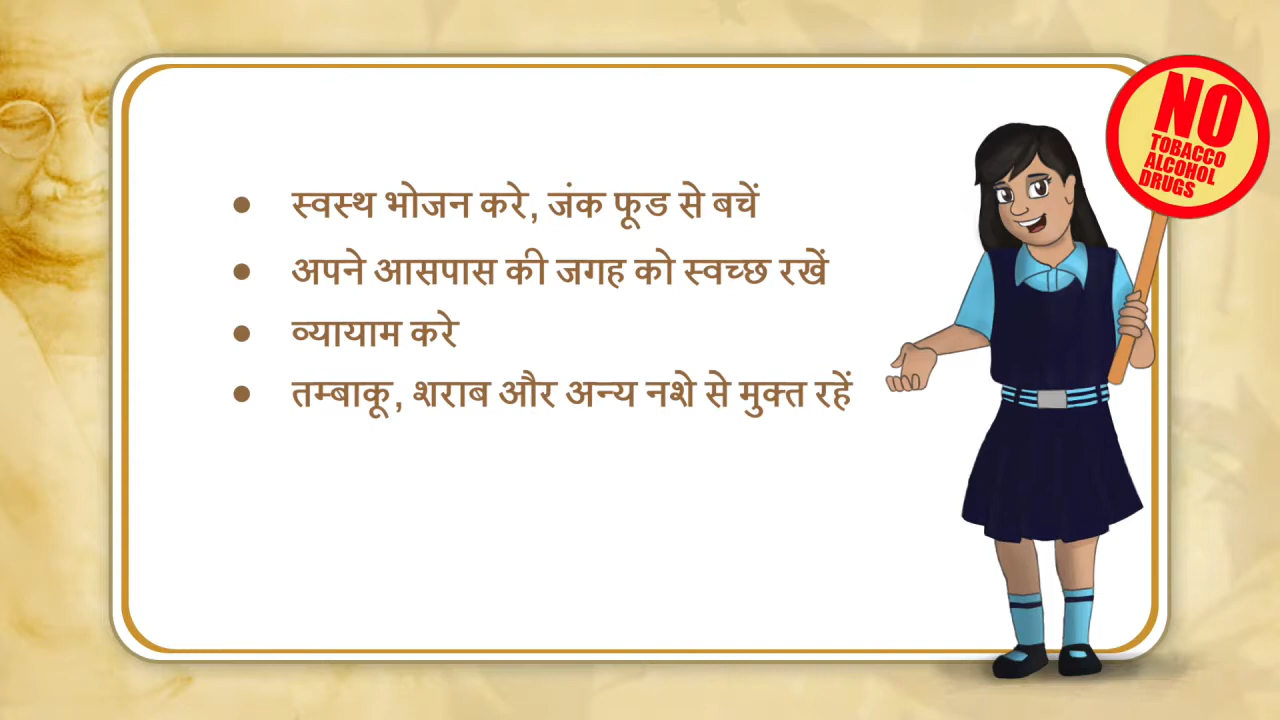 • स्वस्थ भोजन करे, जंक फूड से बचें
• अपने आसपास की जगह को स्वच्छ रखें
• व्यायाम करे
• तम्बाकू, शराब और अन्य नशे से मुक्त रहें
NO
TOBACCO
ALCOHOL
DRUGS